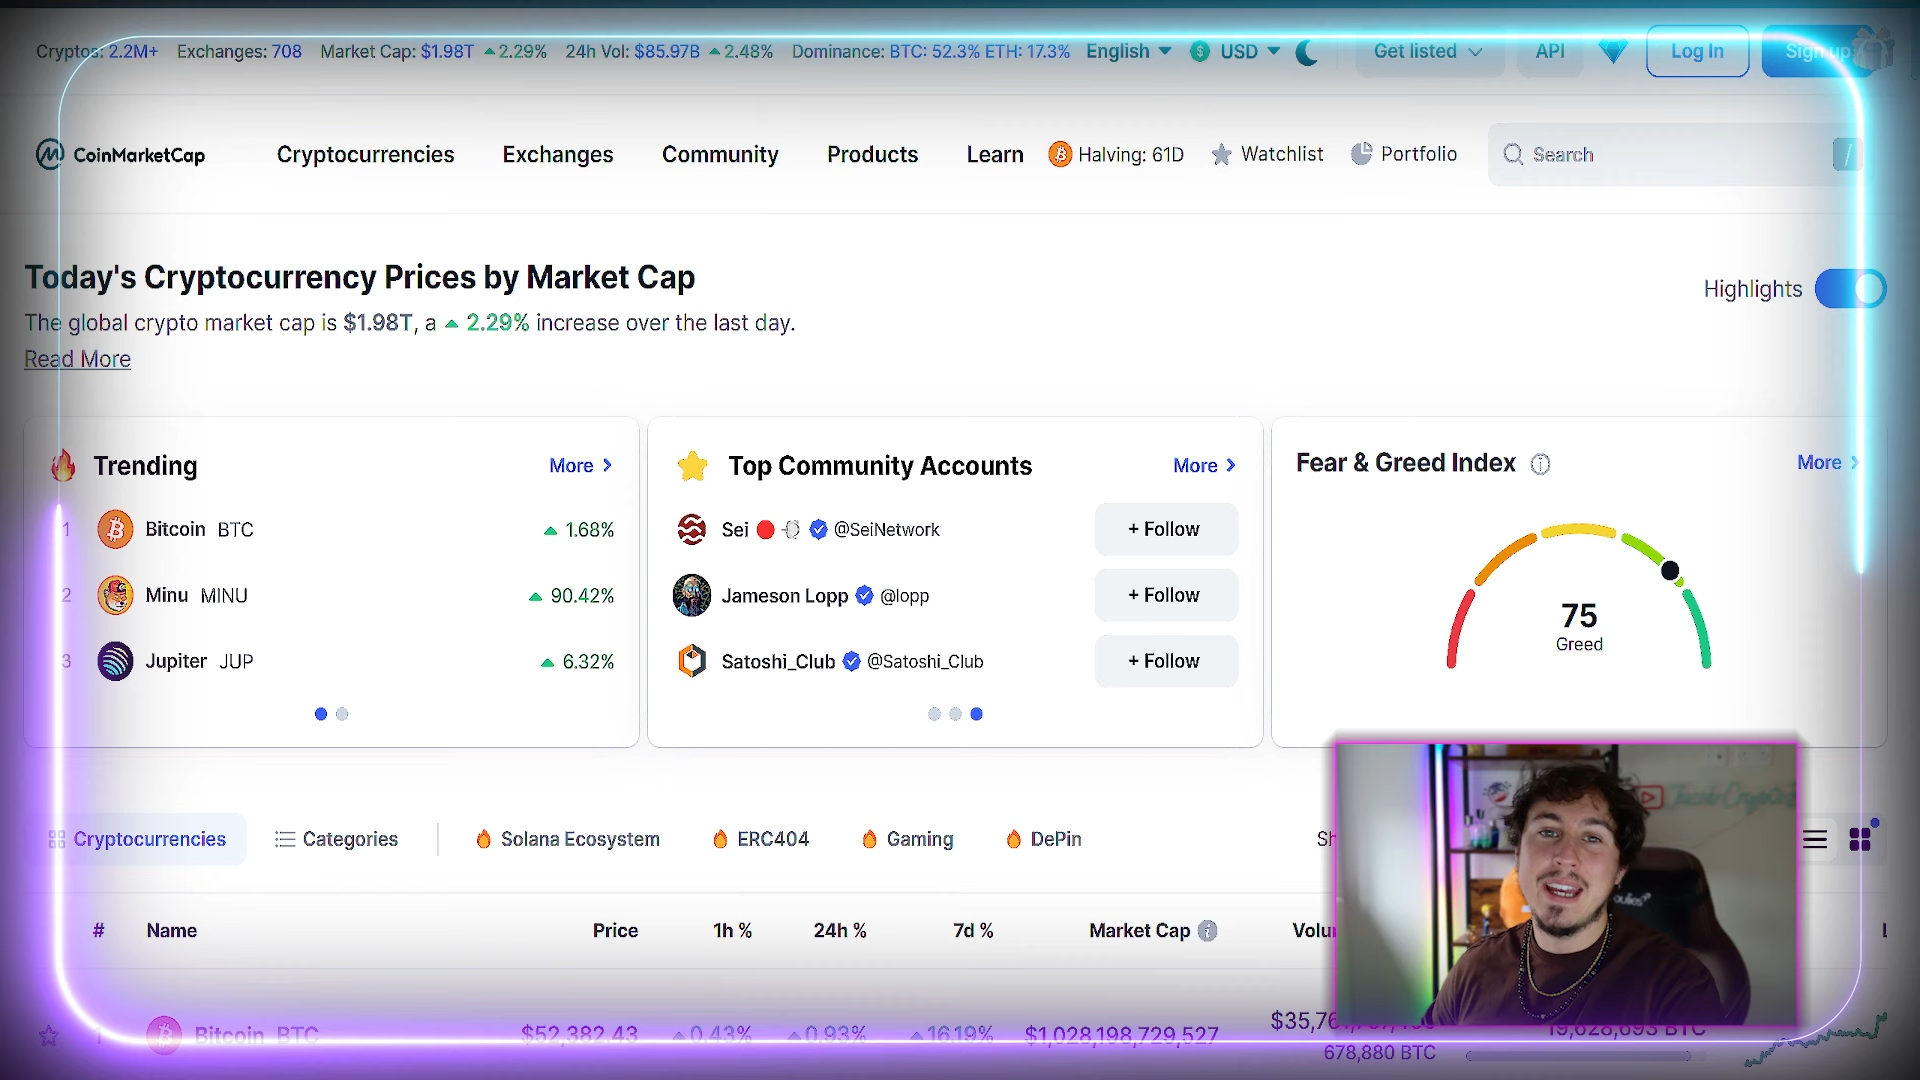 Cryptos: 2.2M+ Exchanges: 708 Market Cap: $1.98T 2.29% 24h Vol: $85.97B 2.48% Dominance: BTC: 52.3% ETH: 17.3% English USD Get listed API Log In Sign up
CoinMarketCap Cryptocurrencies Exchanges Community Products Learn Halving: 61D Watchlist Portfolio Search /
Today's Cryptocurrency Prices by Market Cap
Highlights
The global crypto market cap is $1.98T, a 2.29% increase over the last day.
Read More
Trending More
1 Bitcoin BTC 1.68%
2 Minu MINU 90.42%
3 Jupiter JUP 6.32%
Top Community Accounts More
Sei @SeiNetwork + Follow
Jameson Lopp @lopp + Follow
Satoshi_Club @Satoshi_Club + Follow
Fear & Greed Index More
75
Greed
Cryptocurrencies Categories Solana Ecosystem ERC404 Gaming DePin
# Name Price 1h % 24h % 7d % Market Cap
1 Bitcoin BTC $52,382.43 0.43% 0.93% 16.19% $1,028,198,729,527
678,880 BTC